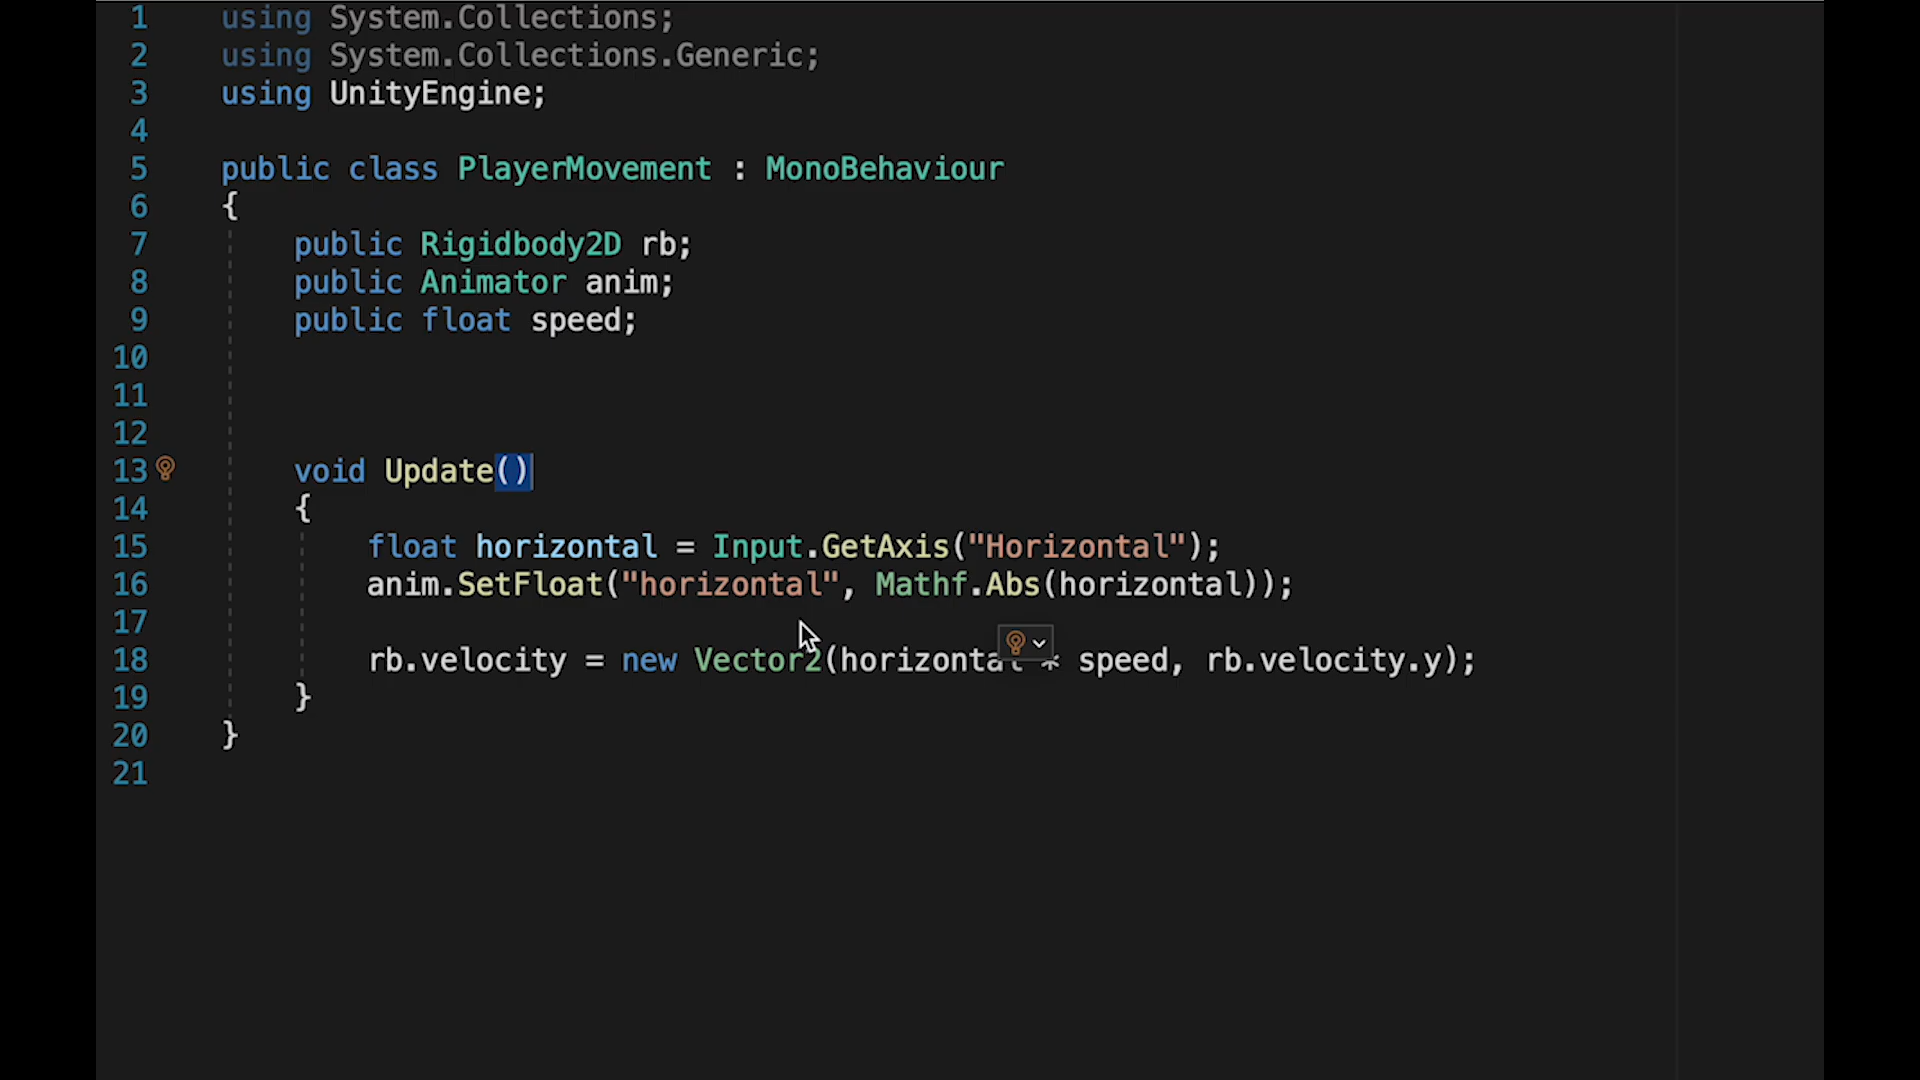 1 using System.Collections;
2 using System.Collections.Generic;
3 using UnityEngine;
4
5 public class PlayerMovement : MonoBehaviour
6 {
7 public Rigidbody2D rb;
8 public Animator anim;
9 public float speed;
10
11
12
13 void Update()
14 {
15 float horizontal = Input.GetAxis("Horizontal");
16 anim.SetFloat("horizontal", Mathf.Abs(horizontal));
17
18 rb.velocity = new Vector2(horizontal * speed, rb.velocity.y);
19 }
20 }
21